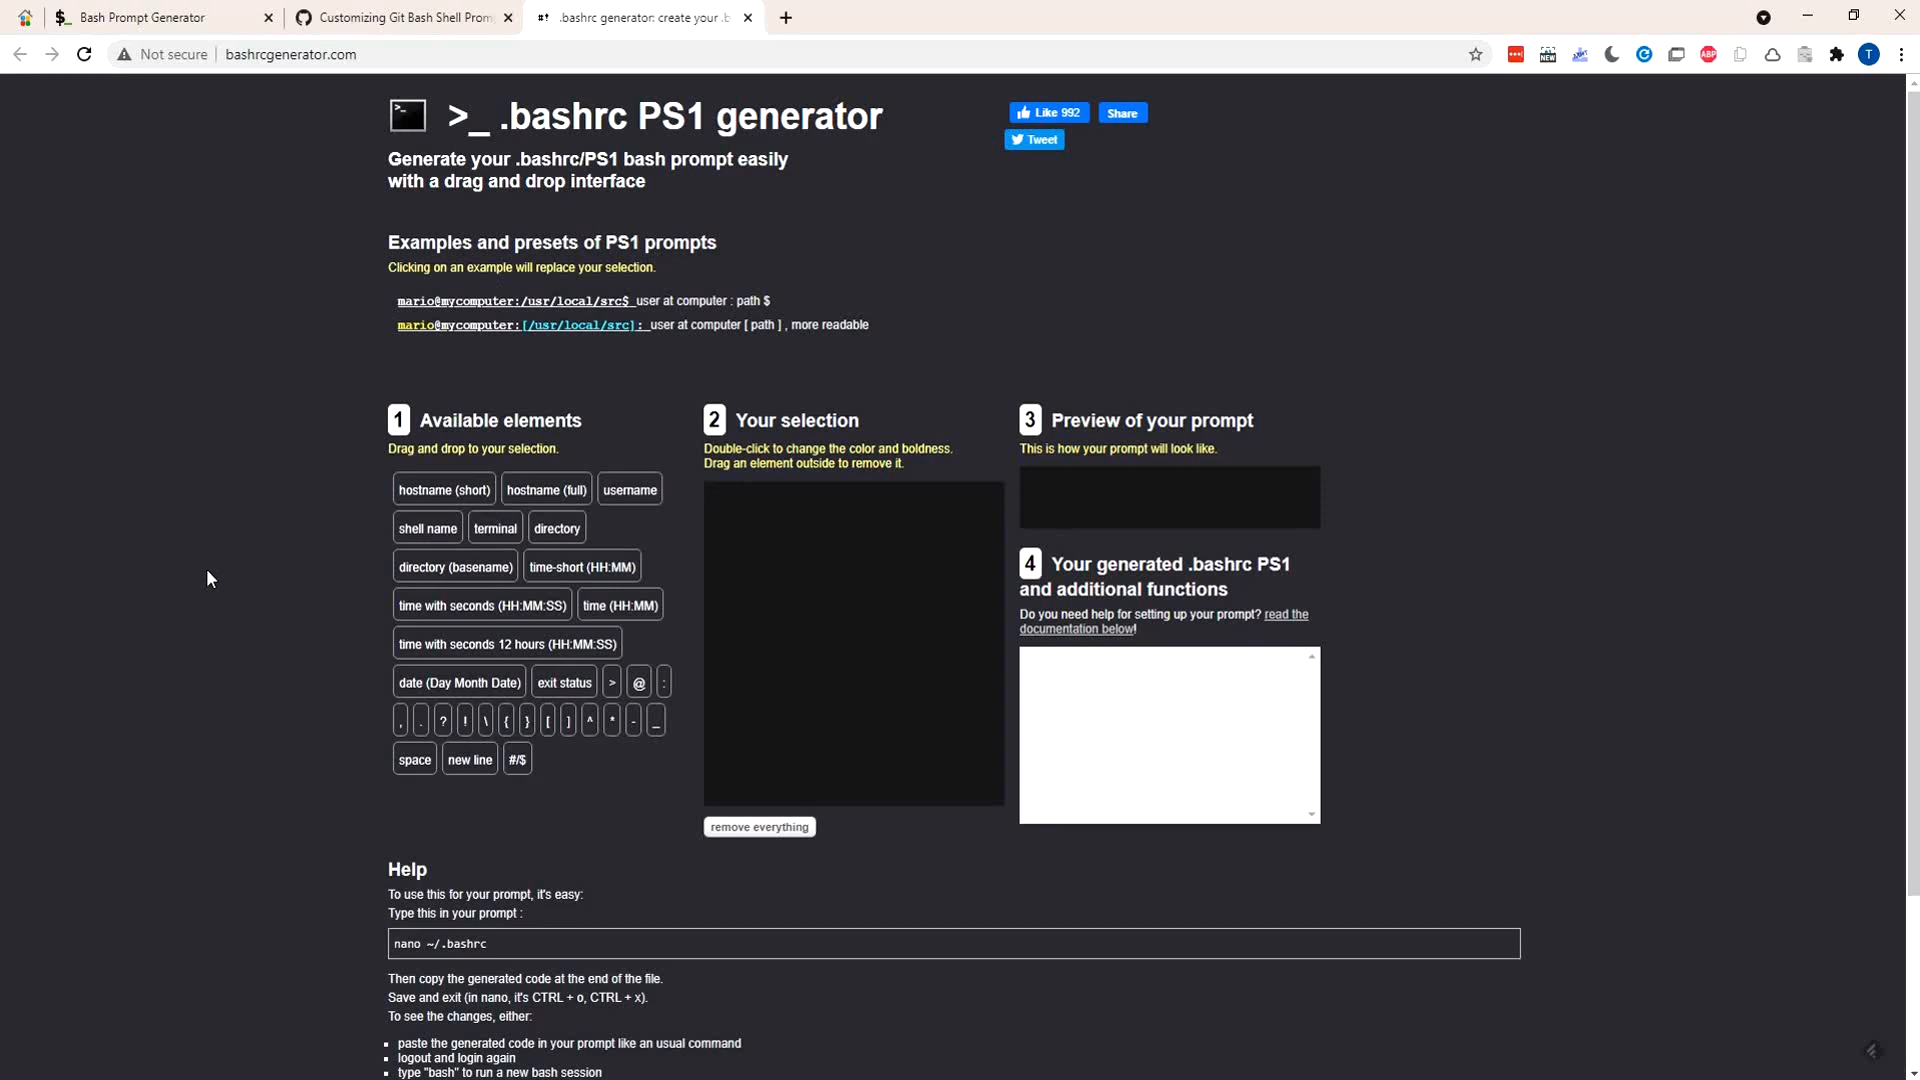 Bash Prompt Generator
Customizing Git Bash Shell Prom
.bashrc generator: create your .b
Not secure
bashrcgenerator.com
NEW
ABP
T
>_ .bashrc PS1 generator
Like 992
Share
Tweet
Generate your .bashrc/PS1 bash prompt easily
with a drag and drop interface
Examples and presets of PS1 prompts
Clicking on an example will replace your selection.
mario@mycomputer:/usr/local/src$ user at computer : path $
mario@mycomputer:[/usr/local/src]: user at computer [ path ] , more readable
1 Available elements
Drag and drop to your selection.
hostname (short) hostname (full) username
shell name terminal directory
directory (basename) time-short (HH:MM)
time with seconds (HH:MM:SS) time (HH:MM)
time with seconds 12 hours (HH:MM:SS)
date (Day Month Date) exit status > @ :
, . ? ! \ { } [ ] ^ * - _
space new line #/$
2 Your selection
Double-click to change the color and boldness.
Drag an element outside to remove it.
remove everything
3 Preview of your prompt
This is how your prompt will look like.
4 Your generated .bashrc PS1
and additional functions
Do you need help for setting up your prompt? read the
documentation below!
Help
To use this for your prompt, it's easy:
Type this in your prompt :
nano ~/.bashrc
Then copy the generated code at the end of the file.
Save and exit (in nano, it's CTRL + o, CTRL + x).
To see the changes, either:
paste the generated code in your prompt like an usual command
logout and login again
type "bash" to run a new bash session